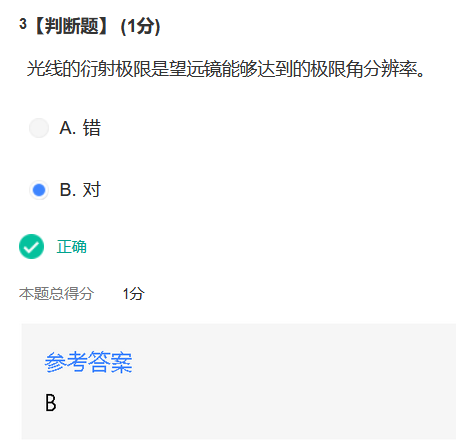 3【判断题】 (1分)
光线的衍射极限是望远镜能够达到的极限角分辨率。
A. 错
B. 对
正确
本题总得分 1分
参考答案
B